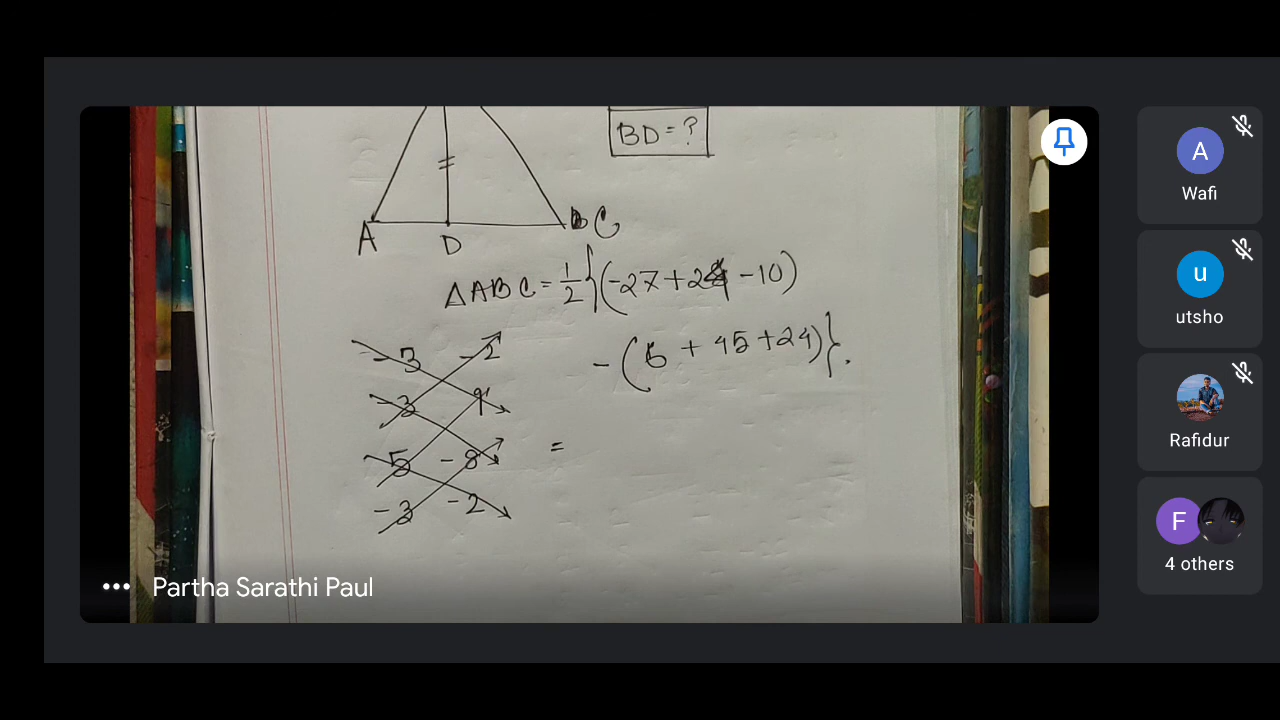 BD = ?
A
D
C
ΔABC = 1/2 {(-27 + 24 - 10)
-3 -2
- (6 + 45 + 24)}.
-3 9
5 -8
=
-3 -2
Partha Sarathi Paul
A
Wafi
u
utsho
Rafidur
F
4 others